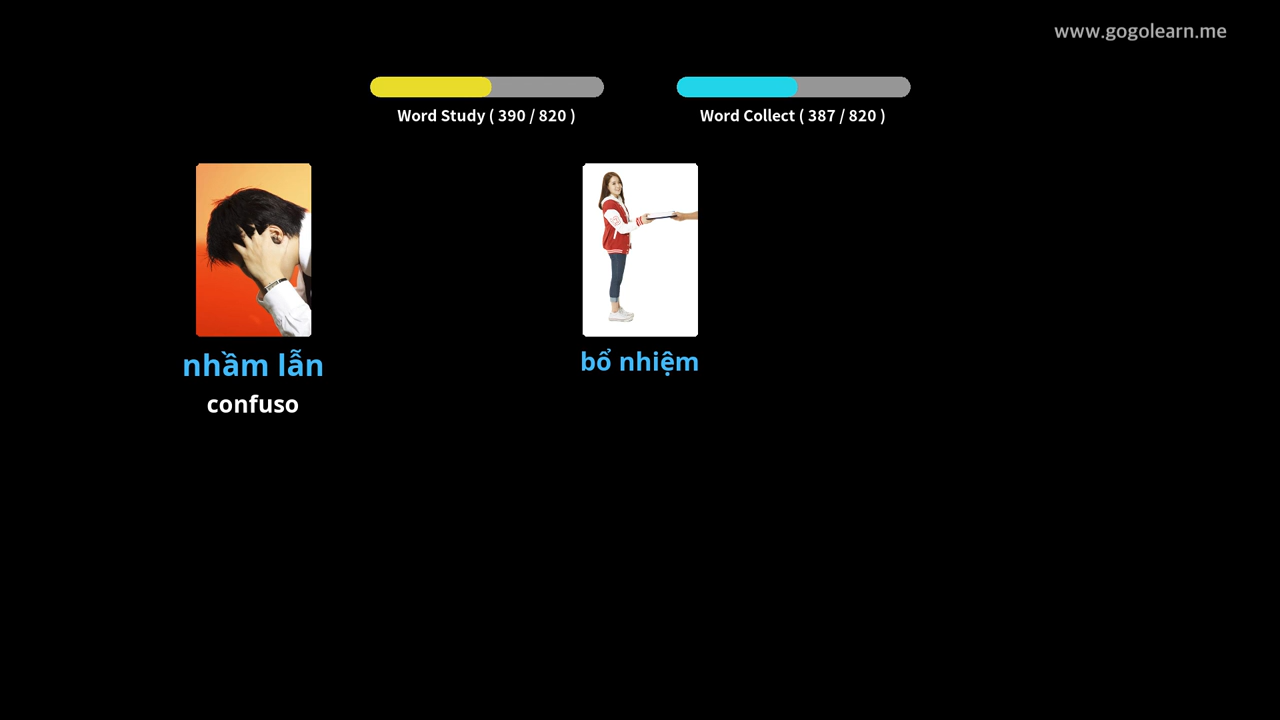 www.gogolearn.me
Word Study ( 390 / 820 )
Word Collect ( 387 / 820 )
nhầm lẫn
confuso
bổ nhiệm